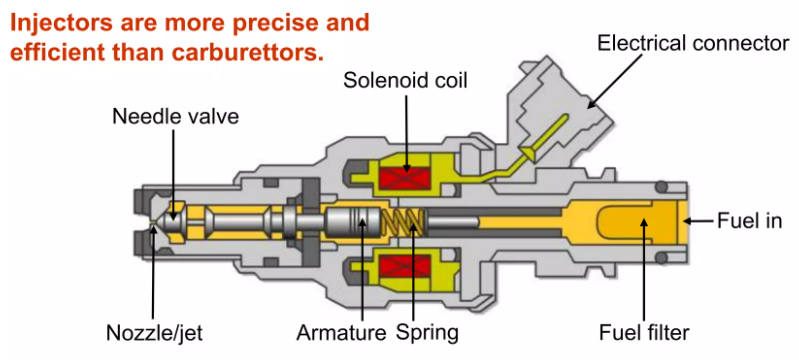 Injectors are more precise and
efficient than carburettors.
Electrical connector
Solenoid coil
Needle valve
Fuel in
Nozzle/jet
Armature
Spring
Fuel filter